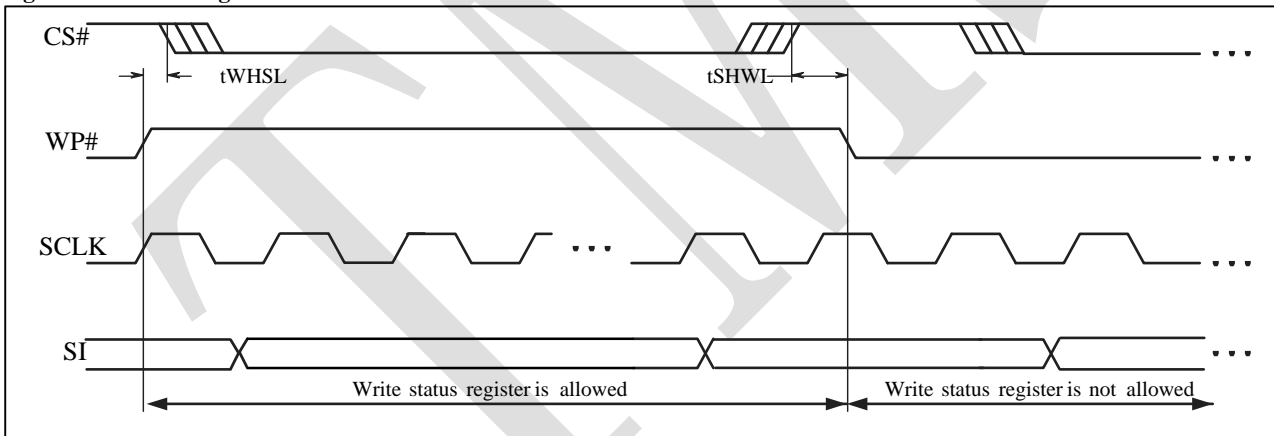 CS#
tWHSL
tSHWL
WP#
SCLK
SI
Write status register is allowed
Write status register is not allowed